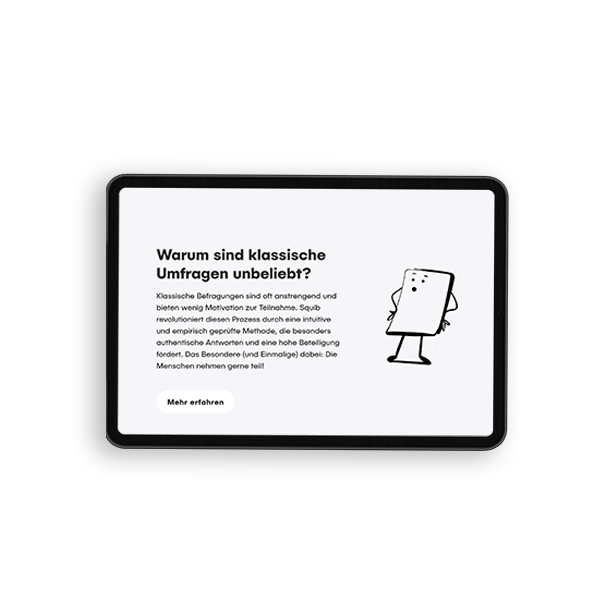 Warum sind klassische
Umfragen unbeliebt?
Klassische Befragungen sind oft anstrengend und
bieten wenig Motivation zur Teilnahme. Squib
revolutioniert diesen Prozess durch eine intuitive
und empirisch geprüfte Methode, die besonders
authentische Antworten und eine hohe Beteiligung
fördert. Das Besondere (und Einmalige) dabei: Die
Menschen nehmen gerne teil!
Mehr erfahren